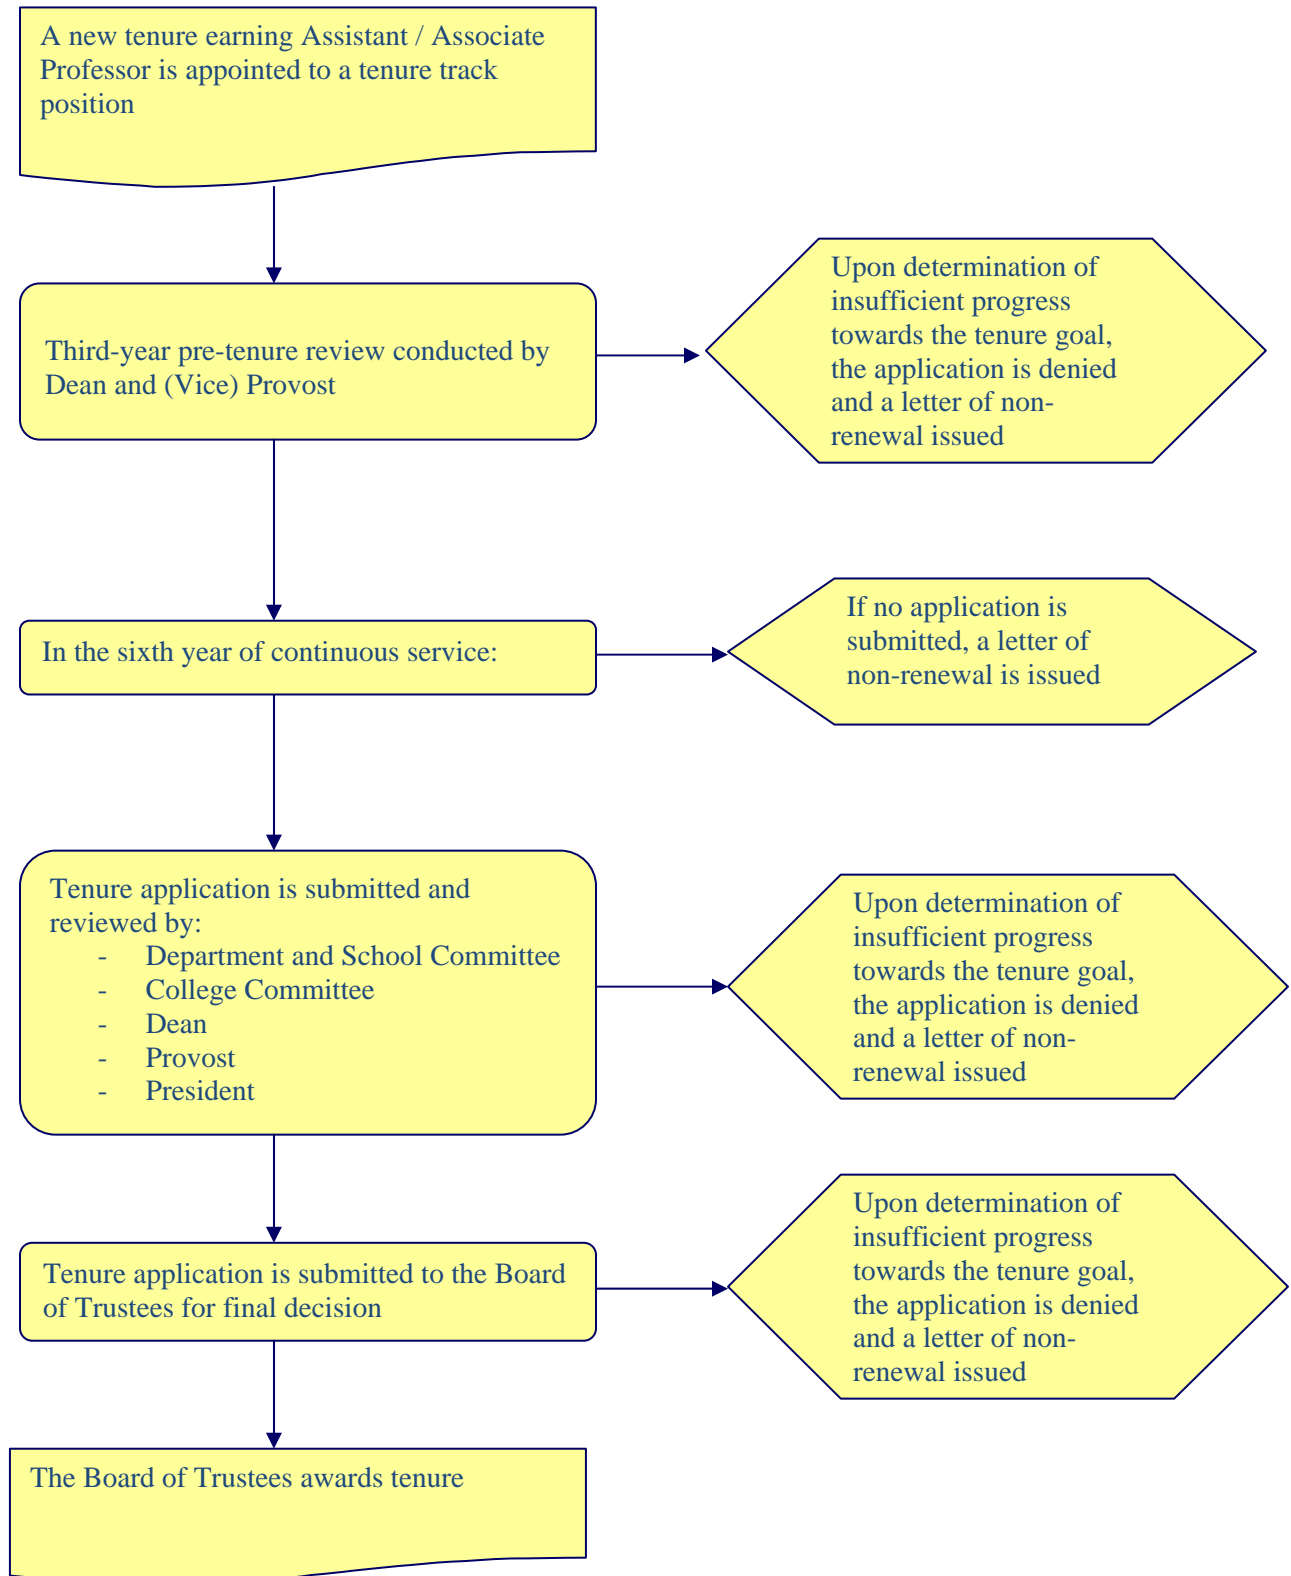 A new tenure earning Assistant / Associate
Professor is appointed to a tenure track
position
Third-year pre-tenure review conducted by
Dean and (Vice) Provost
Upon determination of
insufficient progress
towards the tenure goal,
the application is denied
and a letter of non-
renewal issued
In the sixth year of continuous service:
If no application is
submitted, a letter of
non-renewal is issued
Tenure application is submitted and
reviewed by:
- Department and School Committee
- College Committee
- Dean
- Provost
- President
Upon determination of
insufficient progress
towards the tenure goal,
the application is denied
and a letter of non-
renewal issued
Tenure application is submitted to the Board
of Trustees for final decision
Upon determination of
insufficient progress
towards the tenure goal,
the application is denied
and a letter of non-
renewal issued
The Board of Trustees awards tenure